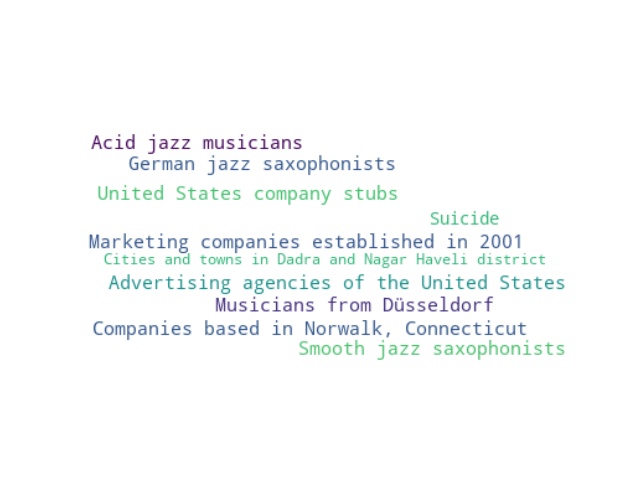 Acid jazz musicians
German jazz saxophonists
United States company stubs
Suicide
Marketing companies established in 2001
Cities and towns in Dadra and Nagar Haveli district
Advertising agencies of the United States
Musicians from Düsseldorf
Companies based in Norwalk, Connecticut
Smooth jazz saxophonists